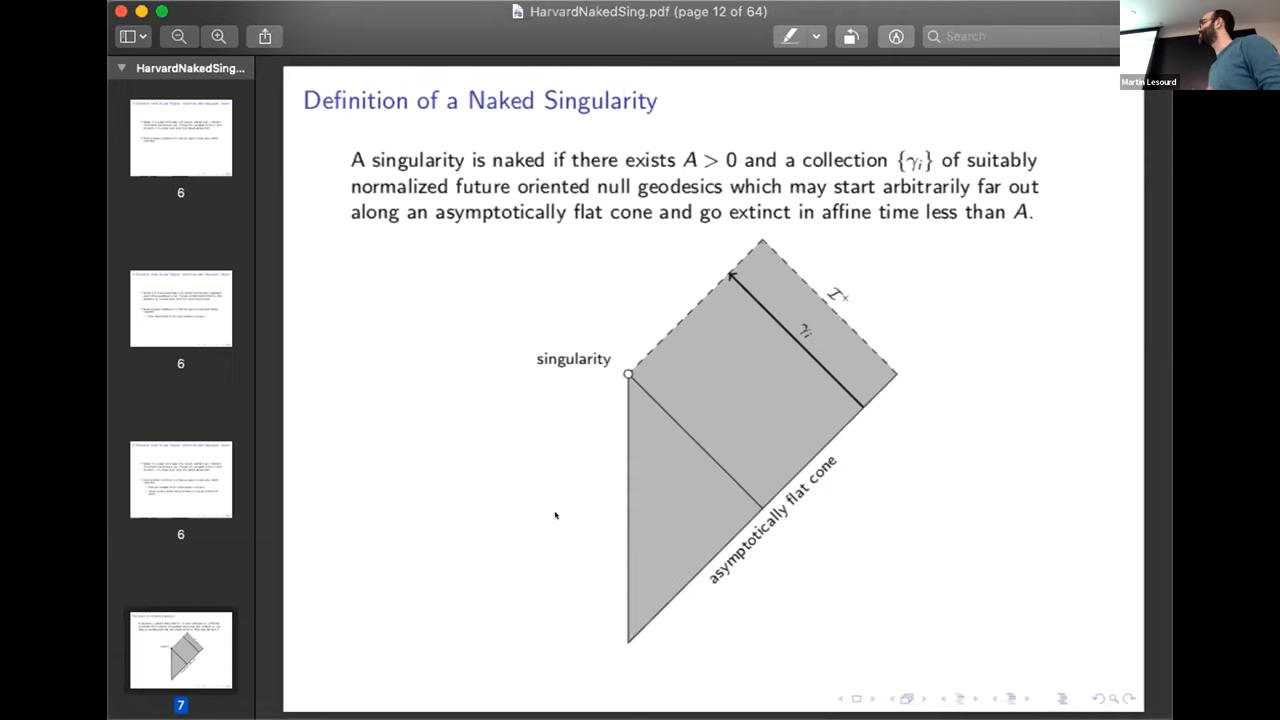 HarvardNakedSing.pdf (page 12 of 64)
Search
Martin Lesourd
HarvardNakedSing...
6
6
6
7
Definition of a Naked Singularity
A singularity is naked if there exists A > 0 and a collection {γᵢ} of suitably
normalized future oriented null geodesics which may start arbitrarily far out
along an asymptotically flat cone and go extinct in affine time less than A.
I⁺
γᵢ
singularity
asymptotically flat cone